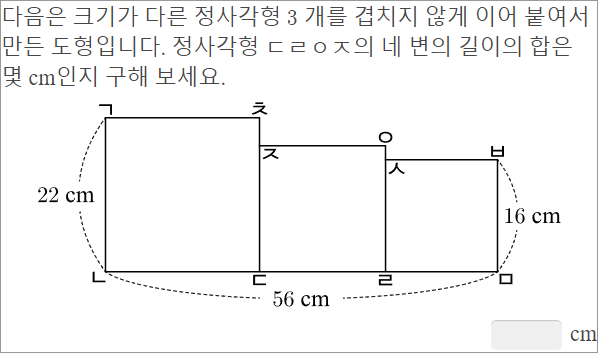 다음은 크기가 다른 정사각형 3 개를 겹치지 않게 이어 붙여서
만든 도형입니다. 정사각형 ㄷㄹㅇㅈ의 네 변의 길이의 합은
몇 cm인지 구해 보세요.
ㄱ
ㅊ
ㅈ
ㅇ
ㅅ
ㅂ
22 cm
16 cm
ㄴ
ㄷ
ㄹ
ㅁ
56 cm
cm